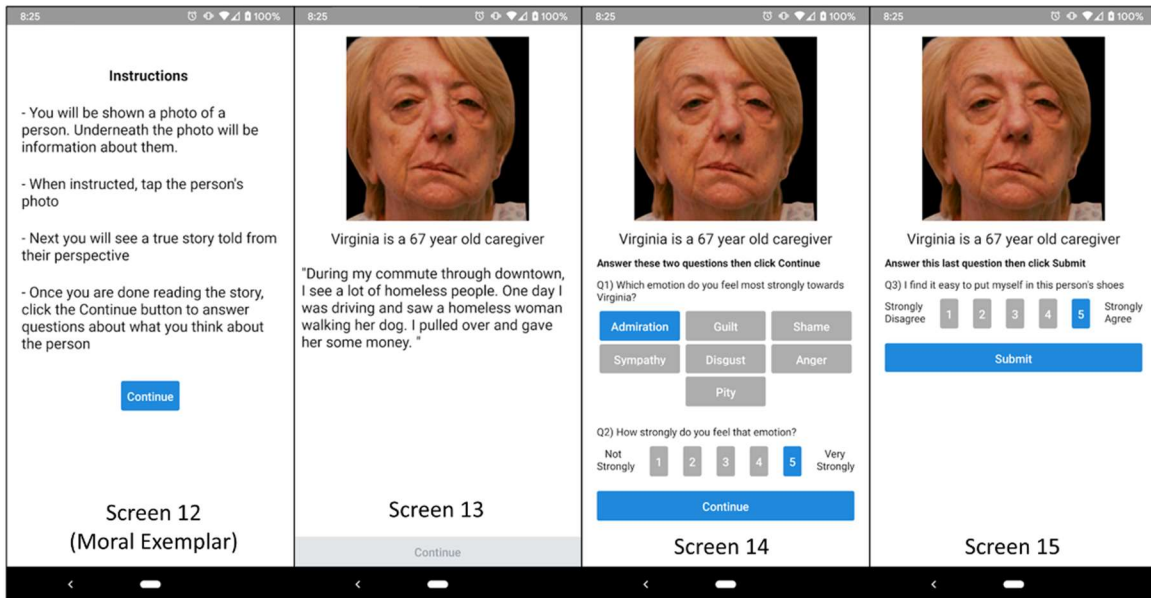 8:25 100%
Instructions
- You will be shown a photo of a
person. Underneath the photo will be
information about them.
- When instructed, tap the person's
photo
- Next you will see a true story told from
their perspective
- Once you are done reading the story,
click the Continue button to answer
questions about what you think about
the person
Continue
Screen 12
(Moral Exemplar)
8:25 100%
Virginia is a 67 year old caregiver
"During my commute through downtown,
I see a lot of homeless people. One day I
was driving and saw a homeless woman
walking her dog. I pulled over and gave
her some money. "
Screen 13
Continue
8:25 100%
Virginia is a 67 year old caregiver
Answer these two questions then click Continue
Q1) Which emotion do you feel most strongly towards
Virginia?
Admiration Guilt Shame
Sympathy Disgust Anger
Pity
Q2) How strongly do you feel that emotion?
Not
Strongly
1 2 3 4 5
Very
Strongly
Continue
Screen 14
8:25 100%
Virginia is a 67 year old caregiver
Answer this last question then click Submit
Q3) I find it easy to put myself in this person's shoes
Strongly
Disagree
1 2 3 4 5
Strongly
Agree
Submit
Screen 15